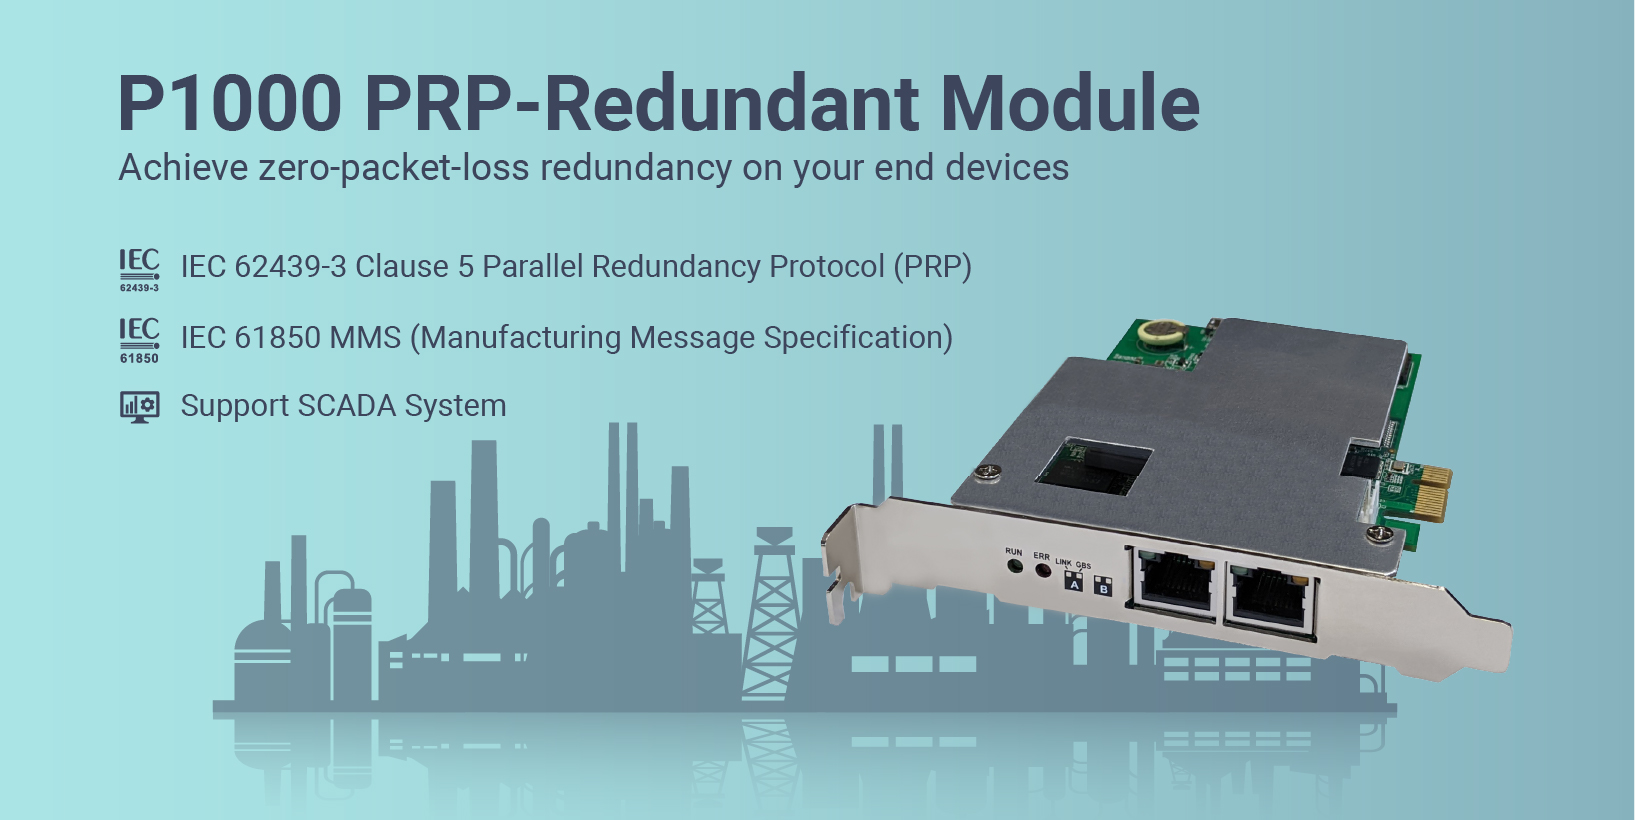 P1000 PRP-Redundant Module
Achieve zero-packet-loss redundancy on your end devices
IEC
62439-3
IEC 62439-3 Clause 5 Parallel Redundancy Protocol (PRP)
IEC
61850
IEC 61850 MMS (Manufacturing Message Specification)
Support SCADA System
RUN ERR LINK GBS
A B